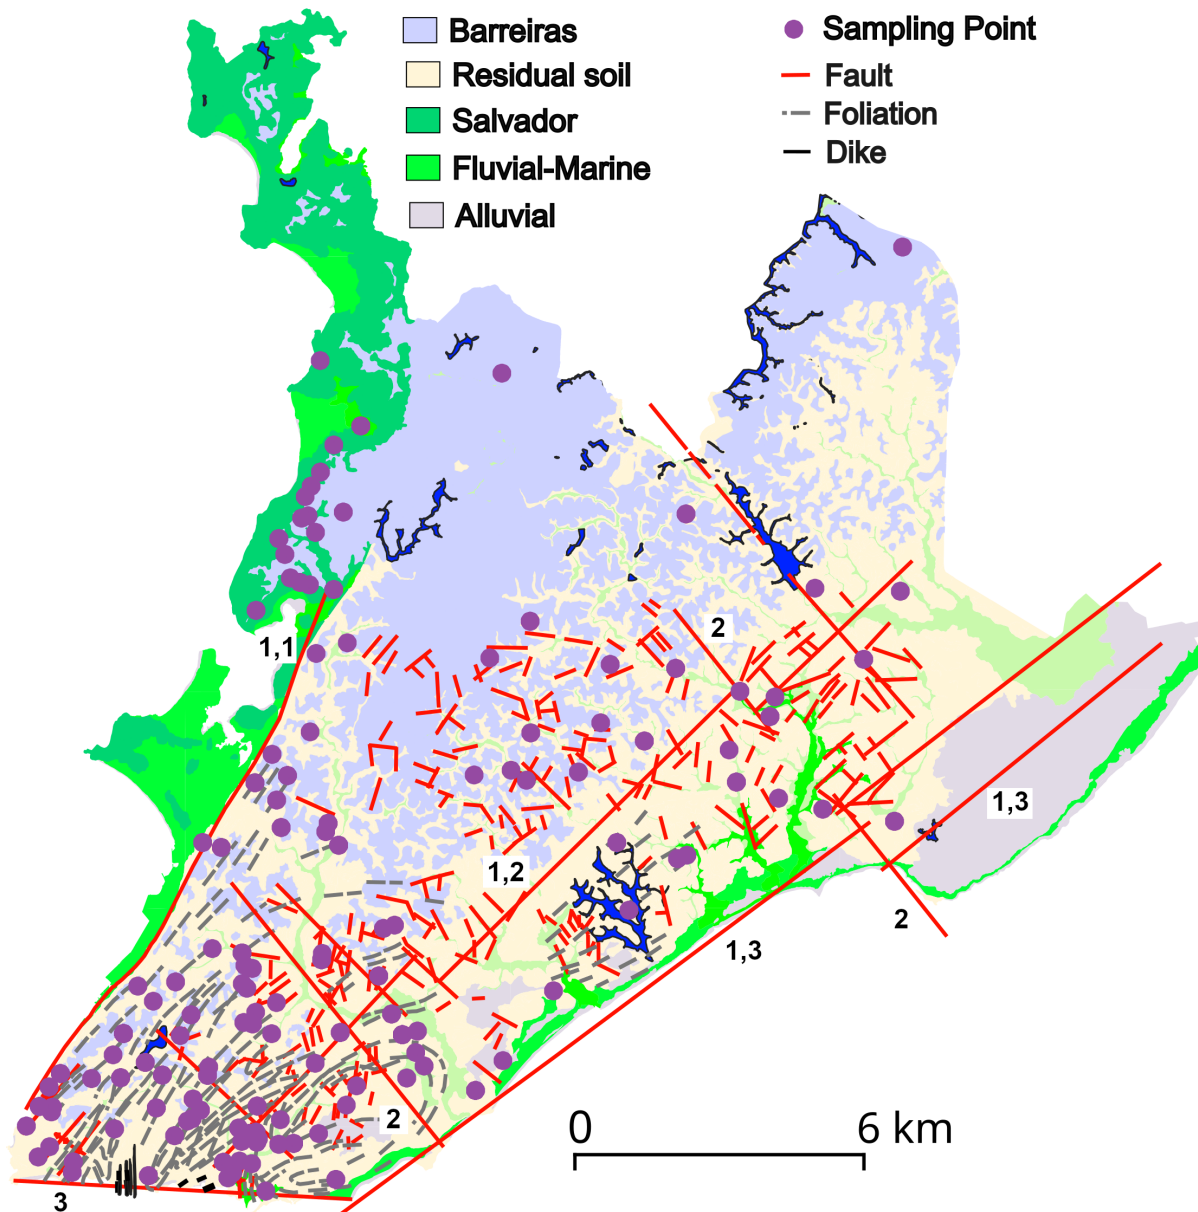 Barreiras
Residual soil
Salvador
Fluvial-Marine
Alluvial
Sampling Point
Fault
Foliation
Dike
1,1
2
1,3
1,2
2
1,3
2
3
0 6 km